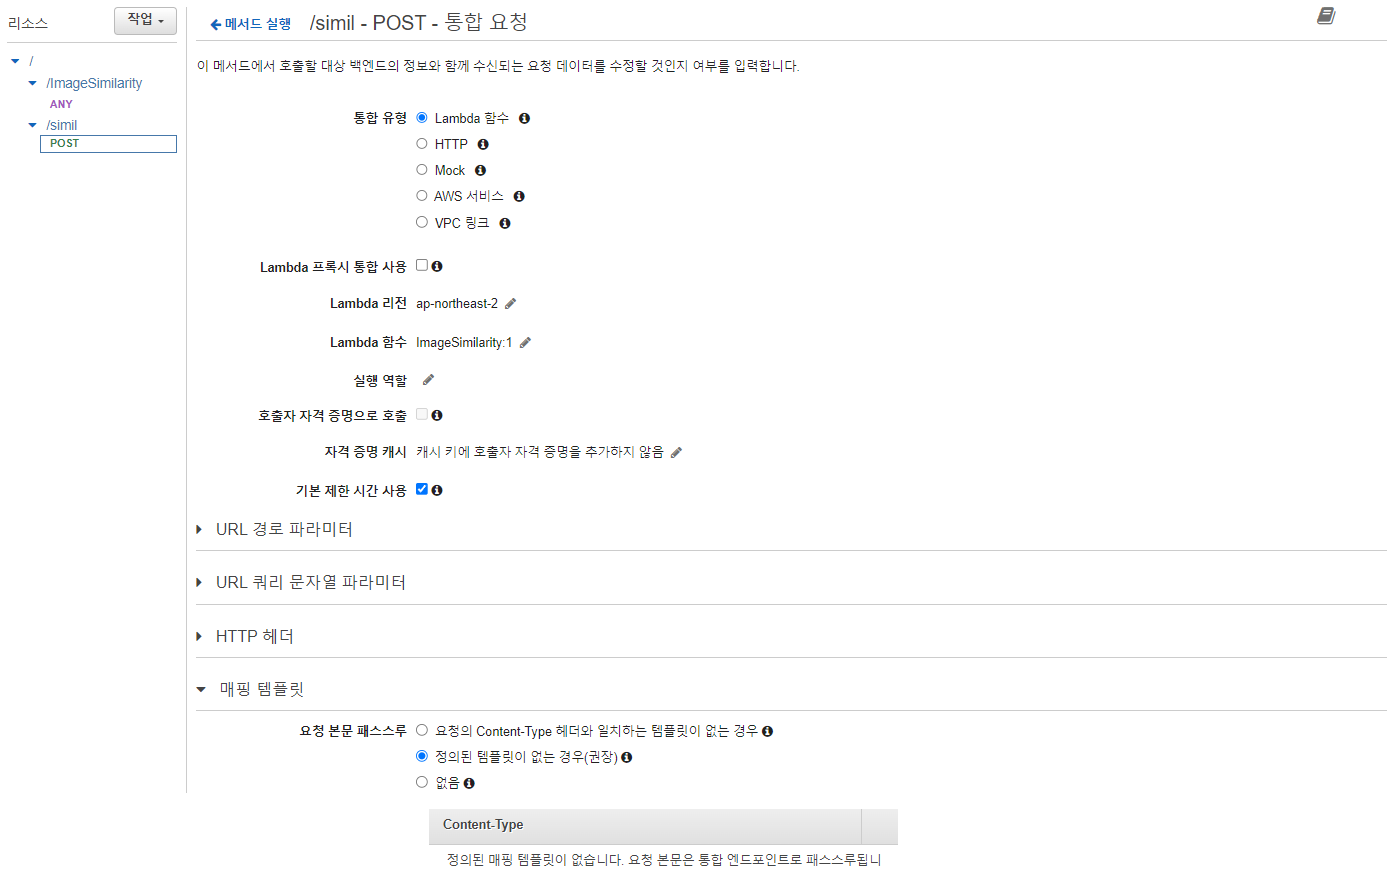 리소스
작업
/
/ImageSimilarity
ANY
/simil
POST
메서드 실행 /simil - POST - 통합 요청
이 메서드에서 호출할 대상 백엔드의 정보와 함께 수신되는 요청 데이터를 수정할 것인지 여부를 입력합니다.
통합 유형 Lambda 함수
HTTP
Mock
AWS 서비스
VPC 링크
Lambda 프록시 통합 사용
Lambda 리전 ap-northeast-2
Lambda 함수 ImageSimilarity:1
실행 역할
호출자 자격 증명으로 호출
자격 증명 캐시 캐시 키에 호출자 자격 증명을 추가하지 않음
기본 제한 시간 사용
URL 경로 파라미터
URL 쿼리 문자열 파라미터
HTTP 헤더
매핑 템플릿
요청 본문 패스스루 요청의 Content-Type 헤더와 일치하는 템플릿이 없는 경우
정의된 템플릿이 없는 경우(권장)
없음
Content-Type
정의된 매핑 템플릿이 없습니다. 요청 본문은 통합 엔드포인트로 패스스루됩니